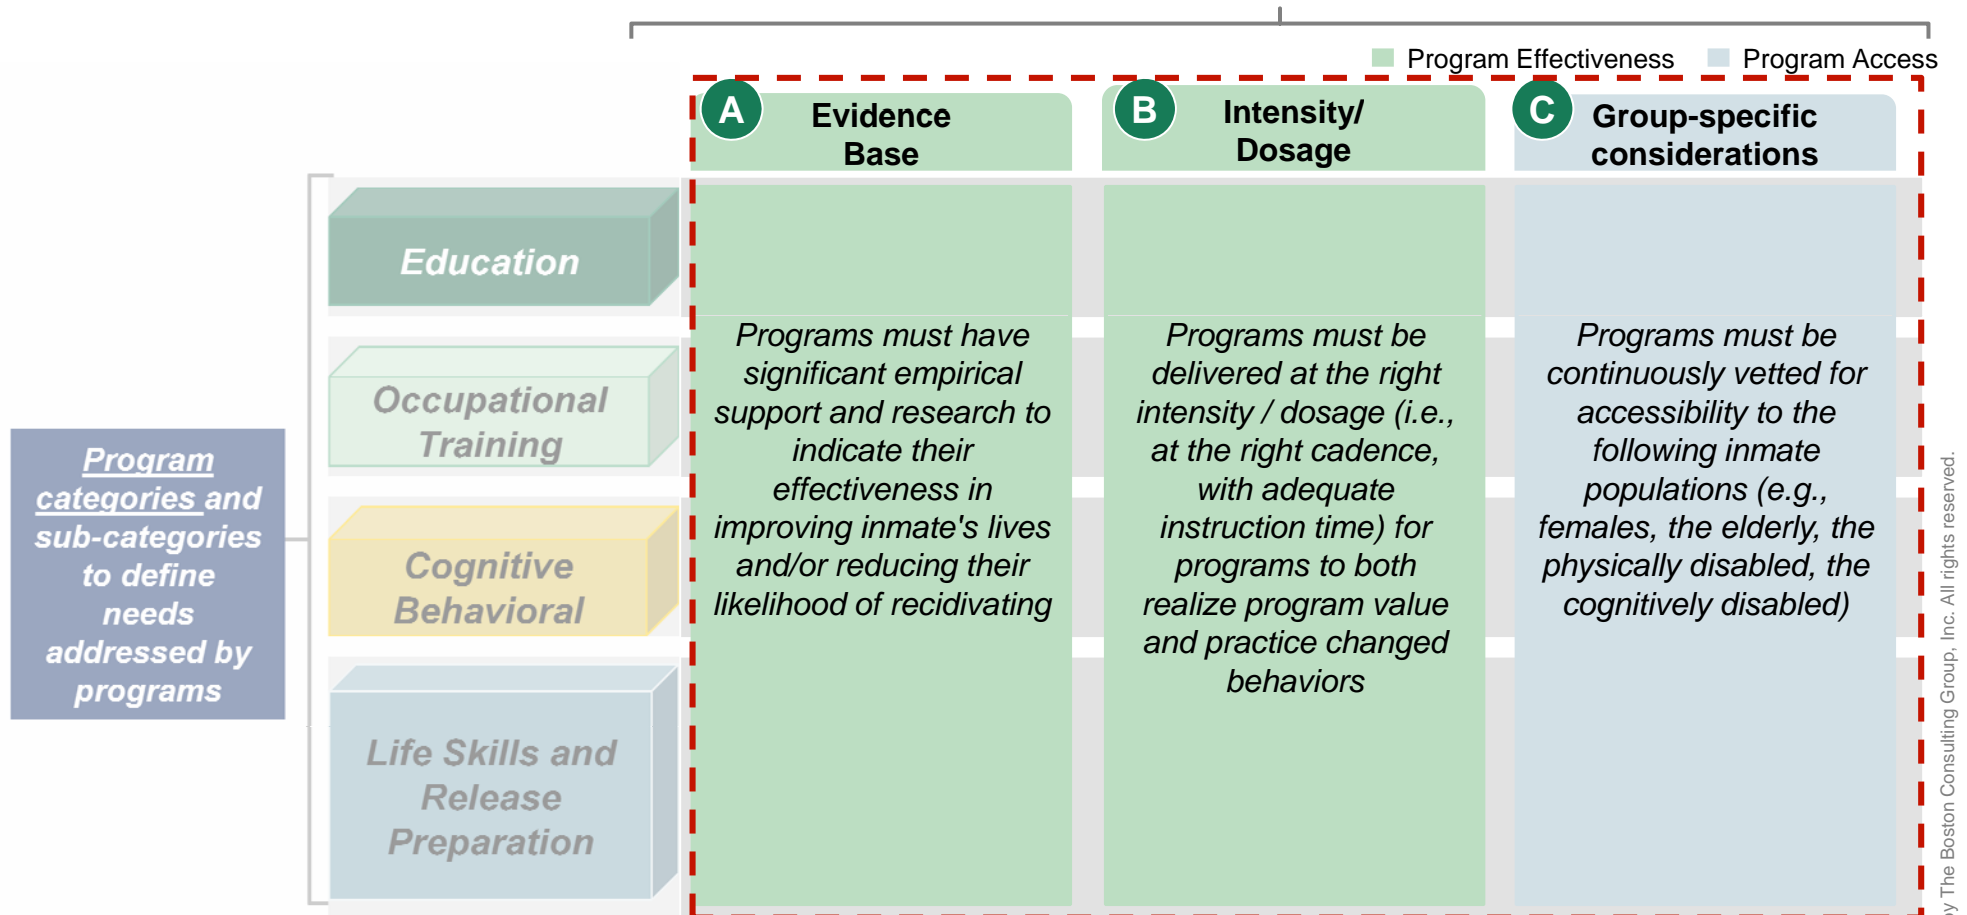 Program Effectiveness
Program Access
A
Evidence
Base
B
Intensity/
Dosage
C
Group-specific
considerations
Program
categories and
sub-categories
to define
needs
addressed by
programs
Education
Occupational
Training
Cognitive
Behavioral
Life Skills and
Release
Preparation
Programs must have
significant empirical
support and research to
indicate their
effectiveness in
improving inmate's lives
and/or reducing their
likelihood of recidivating
Programs must be
delivered at the right
intensity / dosage (i.e.,
at the right cadence,
with adequate
instruction time) for
programs to both
realize program value
and practice changed
behaviors
Programs must be
continuously vetted for
accessibility to the
following inmate
populations (e.g.,
females, the elderly, the
physically disabled, the
cognitively disabled)
by The Boston Consulting Group, Inc. All rights reserved.